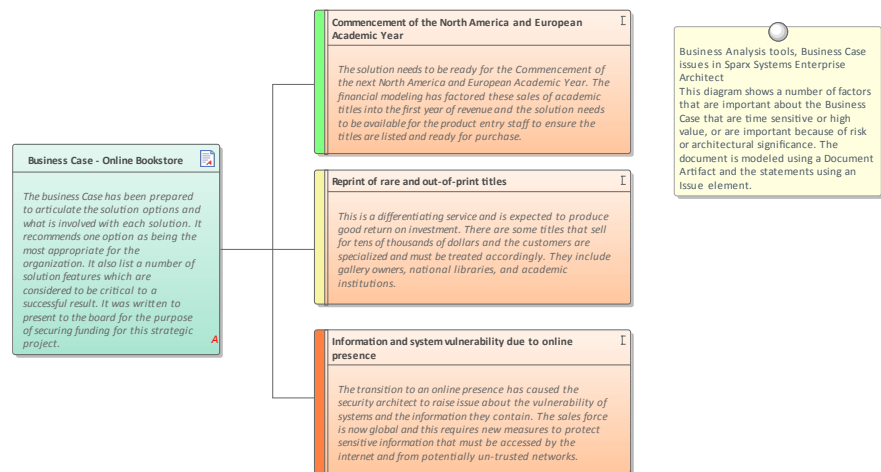 Business Case - Online Bookstore
The business Case has been prepared
to articulate the solution options and
what is involved with each solution. It
recommends one option as being the
most appropriate for the
organization. It also list a number of
solution features which are
considered to be critical to a
successful result. It was written to
present to the board for the purpose
of securing funding for this strategic
project.
A
Commencement of the North America and European
Academic Year
The solution needs to be ready for the Commencement of
the next North America and European Academic Year. The
financial modeling has factored these sales of academic
titles into the first year of revenue and the solution needs
to be available for the product entry staff to ensure the
titles are listed and ready for purchase.
Reprint of rare and out-of-print titles
This is a differentiating service and is expected to produce
good return on investment. There are some titles that sell
for tens of thousands of dollars and the customers are
specialized and must be treated accordingly. They include
gallery owners, national libraries, and academic
institutions.
Information and system vulnerability due to online
presence
The transition to an online presence has caused the
security architect to raise issue about the vulnerability of
systems and the information they contain. The sales force
is now global and this requires new measures to protect
sensitive information that must be accessed by the
internet and from potentially un-trusted networks.
Business Analysis tools, Business Case
issues in Sparx Systems Enterprise
Architect
This diagram shows a number of factors
that are important about the Business
Case that are time sensitive or high
value, or are important because of risk
or architectural significance. The
document is modeled using a Document
Artifact and the statements using an
Issue element.